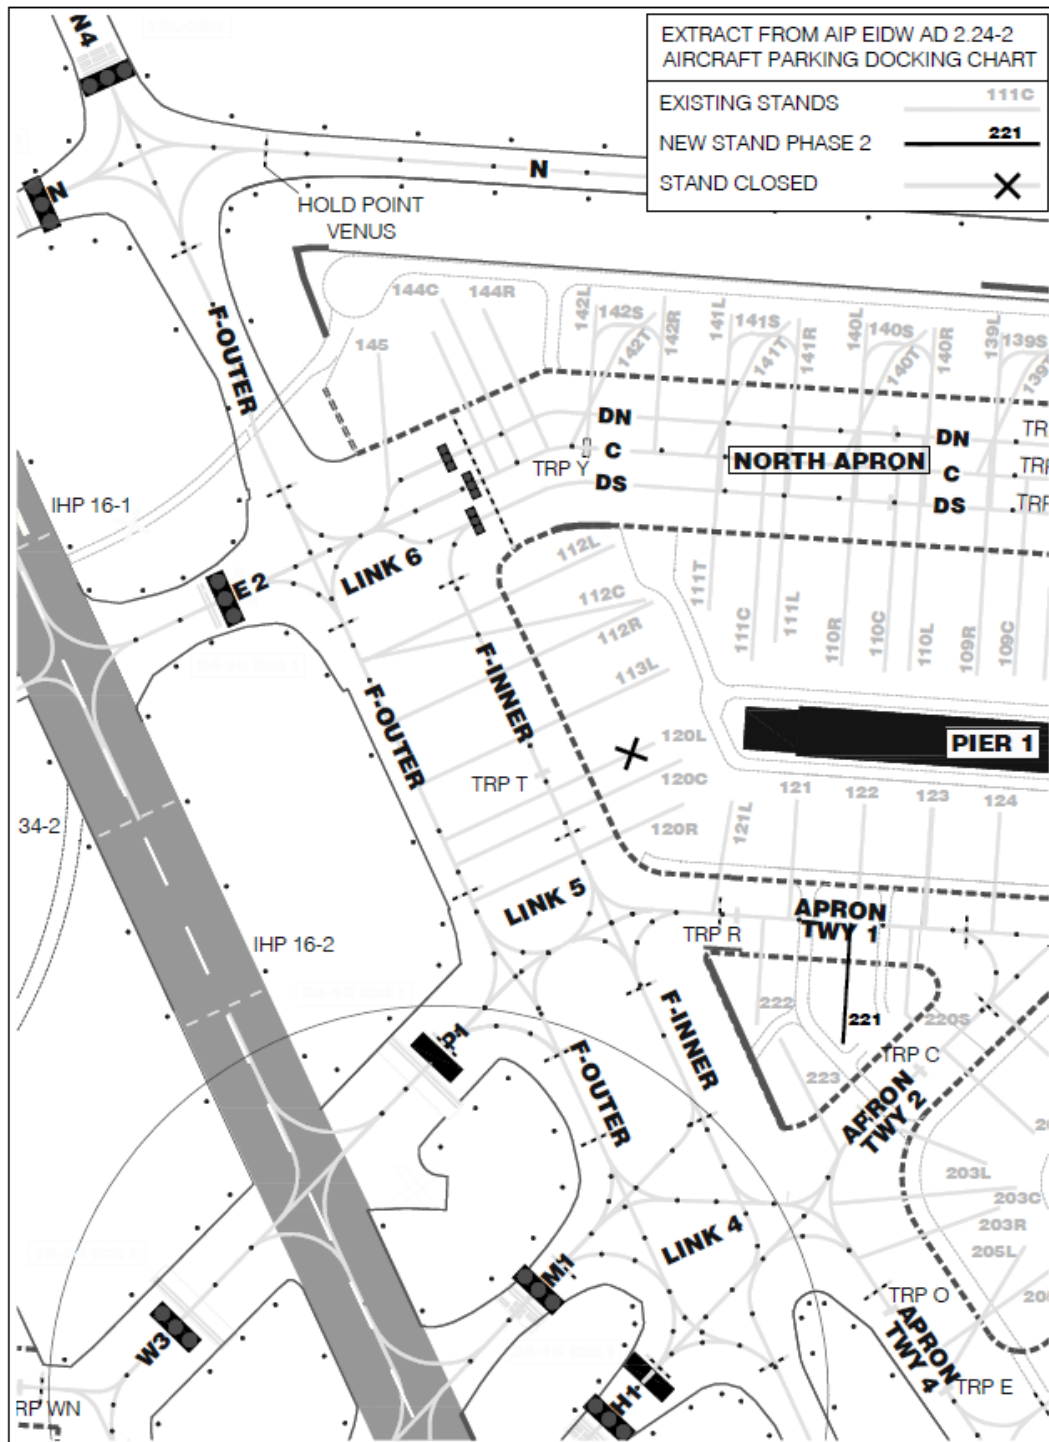 EXTRACT FROM AIP EIDW AD 2.24-2
AIRCRAFT PARKING DOCKING CHART
EXISTING STANDS
111C
NEW STAND PHASE 2
221
STAND CLOSED
N4
N
N
HOLD POINT
VENUS
F-OUTER
144C
144R
145
142L
142S
142T
142R
141L
141S
141T
141R
140L
140S
140T
140R
139L
139S
DN
C
DS
TRP Y
NORTH APRON
DN
C
DS
IHP 16-1
E2
LINK 6
112L
112C
112R
113L
111T
111C
111L
110R
110C
110L
109R
109C
F-OUTER
F-INNER
PIER 1
120L
120C
120R
TRP T
121L
121
122
123
124
34-2
LINK 5
APRON
TWY 1
TRP R
IHP 16-2
222
221
220S
223
TRP C
F-INNER
F-OUTER
P1
APRON
TWY 2
203L
203C
203R
205L
LINK 4
M1
TRP O
APRON
TWY 4
TRP E
W3
H1
RP WN